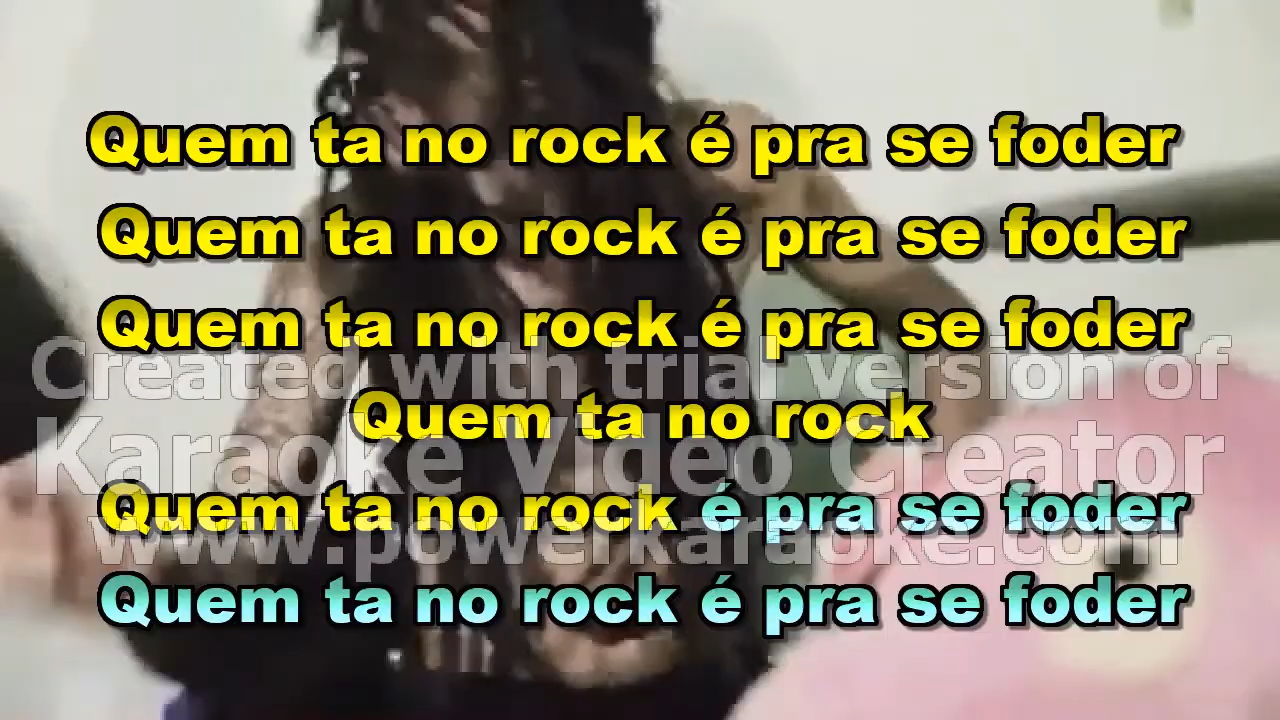 Quem ta no rock é pra se foder
Quem ta no rock é pra se foder
Quem ta no rock é pra se foder
Created with trial version of
Quem ta no rock
Karaoke Video Creator
Quem ta no rock é pra se foder
www.powerkaraoke.com
Quem ta no rock é pra se foder